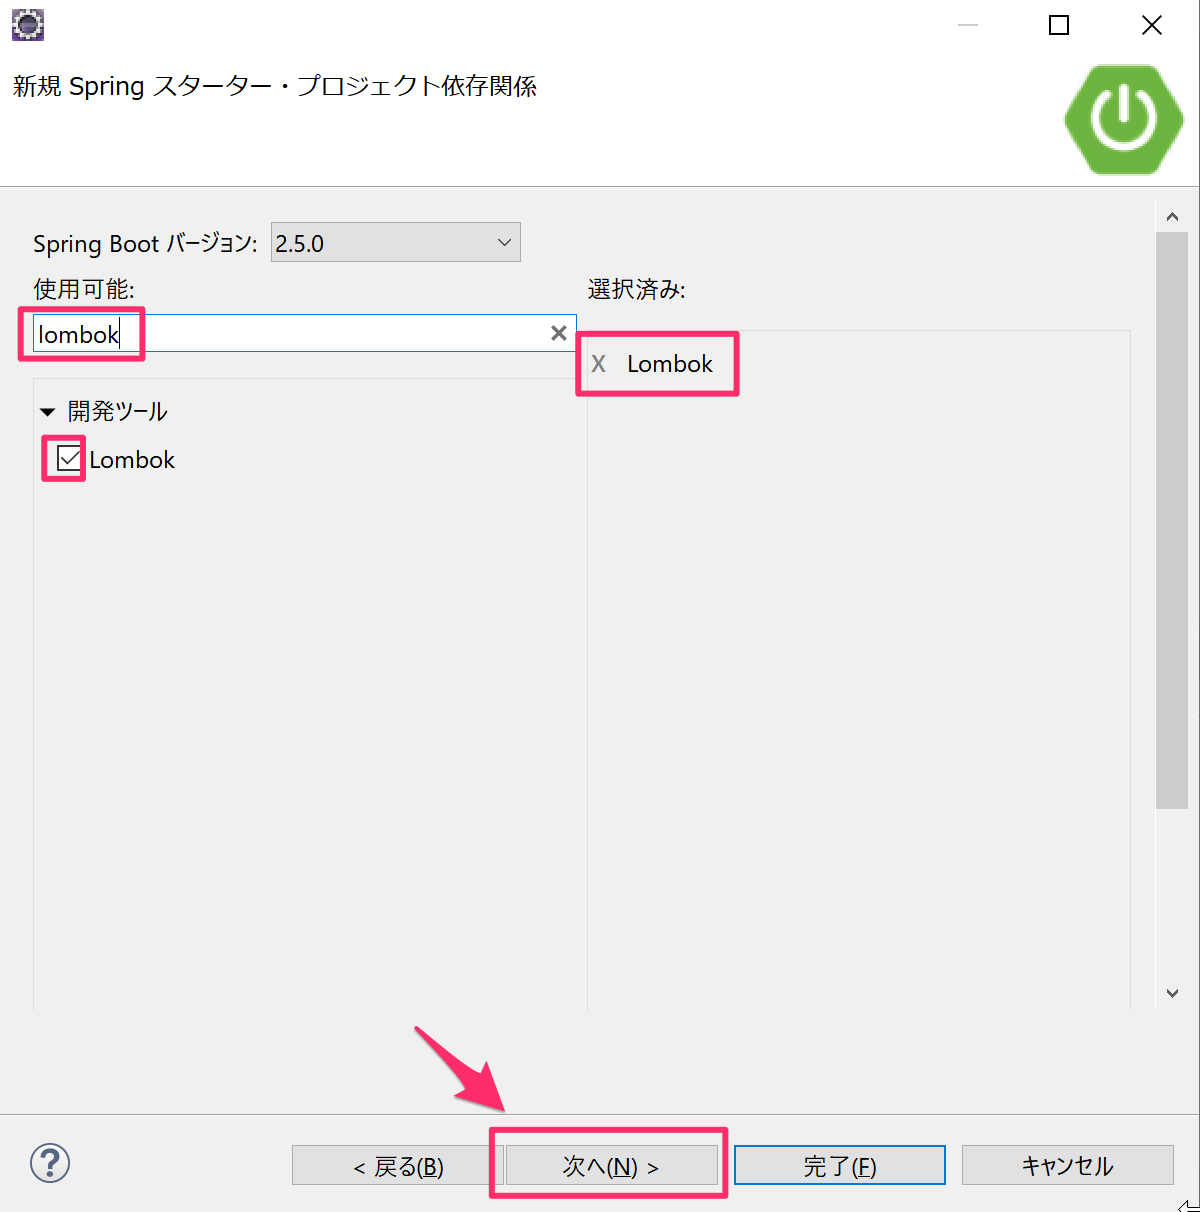 新規 Spring スターター・プロジェクト依存関係
Spring Boot バージョン: 2.5.0
使用可能:
選択済み:
lombok
X Lombok
開発ツール
Lombok
< 戻る(B)
次へ(N) >
完了(F)
キャンセル